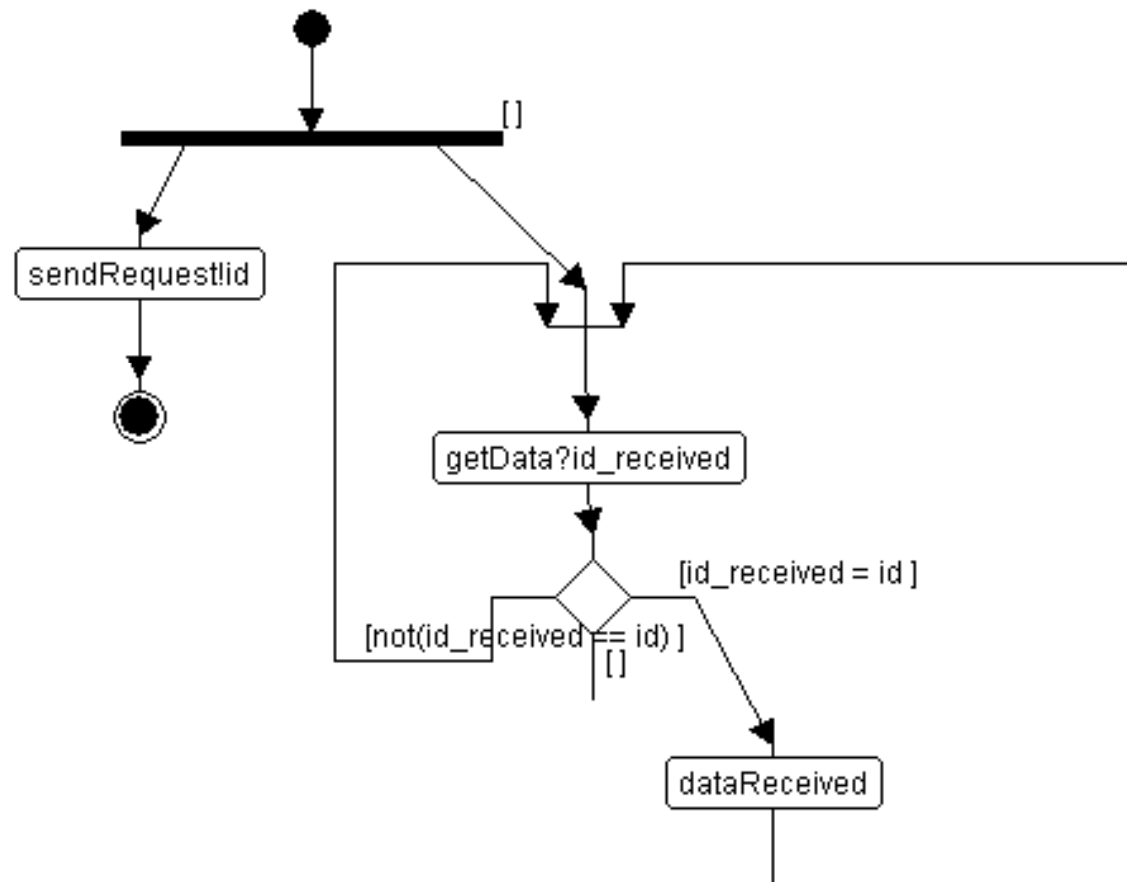 [ ]
sendRequest!id
getData?id_received
[id_received = id ]
[not(id_received == id) ]
[ ]
dataReceived